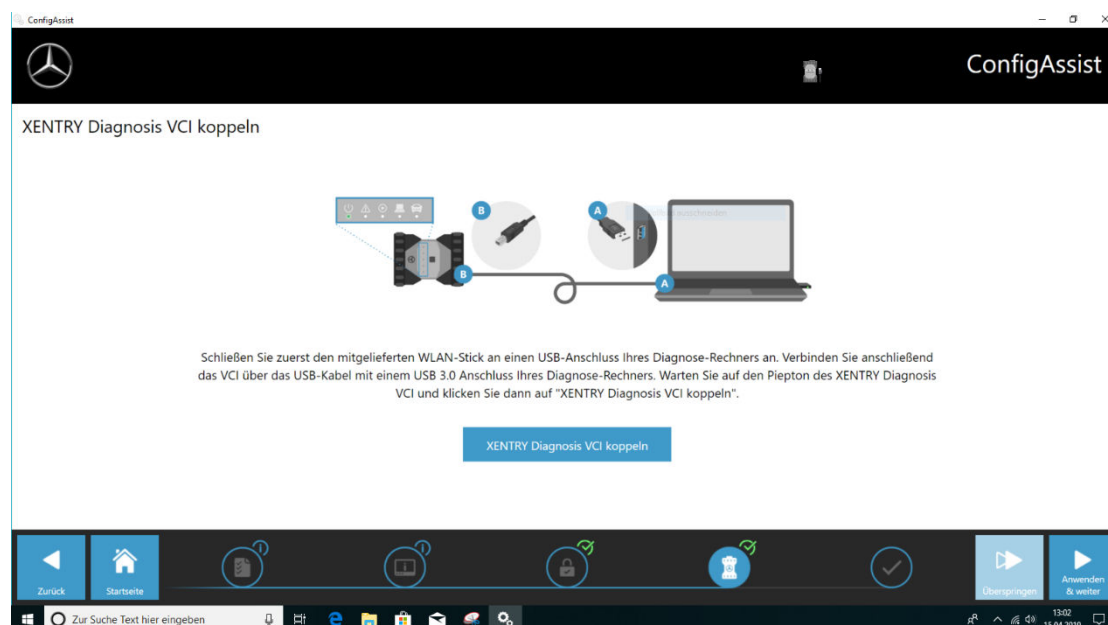 ConfigAssist
ConfigAssist
XENTRY Diagnosis VCI koppeln
B
A
B
A
Schließen Sie zuerst den mitgelieferten WLAN-Stick an einen USB-Anschluss Ihres Diagnose-Rechners an. Verbinden Sie anschließend
das VCI über das USB-Kabel mit einem USB 3.0 Anschluss Ihres Diagnose-Rechners. Warten Sie auf den Piepton des XENTRY Diagnosis
VCI und klicken Sie dann auf "XENTRY Diagnosis VCI koppeln".
XENTRY Diagnosis VCI koppeln
Zurück
Startseite
Überspringen
Anwenden
& weiter
Zur Suche Text hier eingeben
13:02
15.04.2019